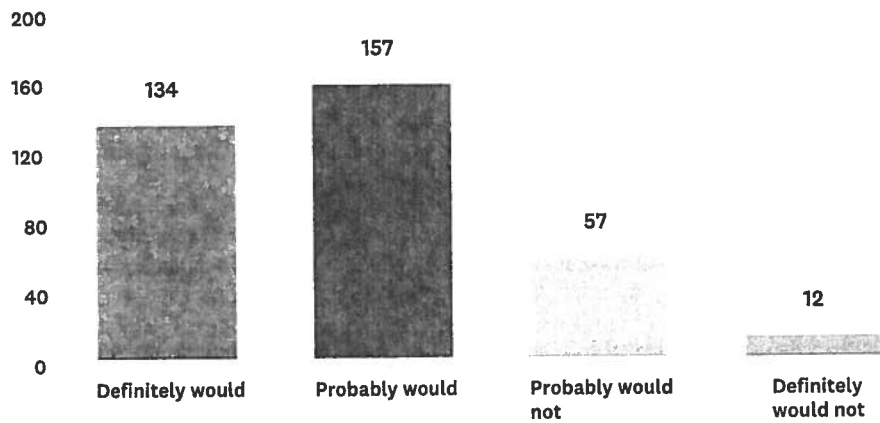 200
157
160
134
120
80
57
40
12
0
Definitely would
Probably would
Probably would
not
Definitely
would not